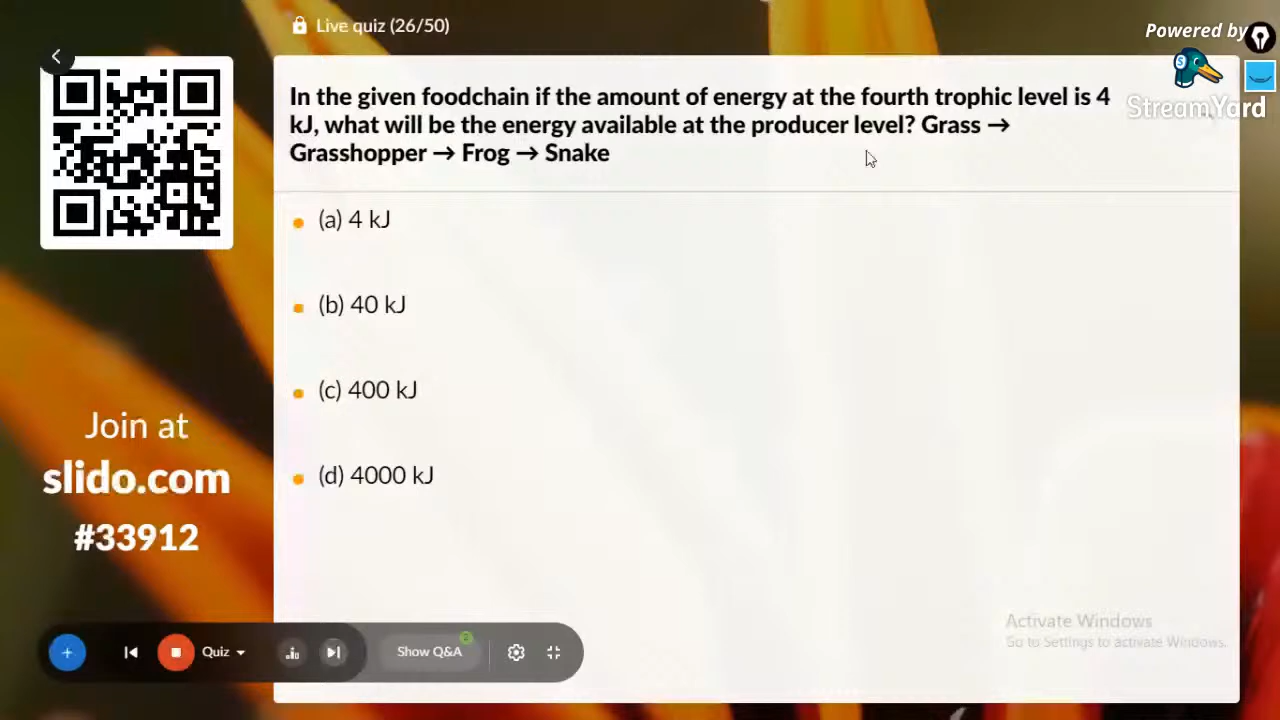 Live quiz (26/50)
Powered by
StreamYard
In the given foodchain if the amount of energy at the fourth trophic level is 4
kJ, what will be the energy available at the producer level? Grass →
Grasshopper → Frog → Snake
(a) 4 kJ
(b) 40 kJ
(c) 400 kJ
(d) 4000 kJ
Join at
slido.com
#33912
Activate Windows
Go to Settings to activate Windows.
Quiz
Show Q&A
2